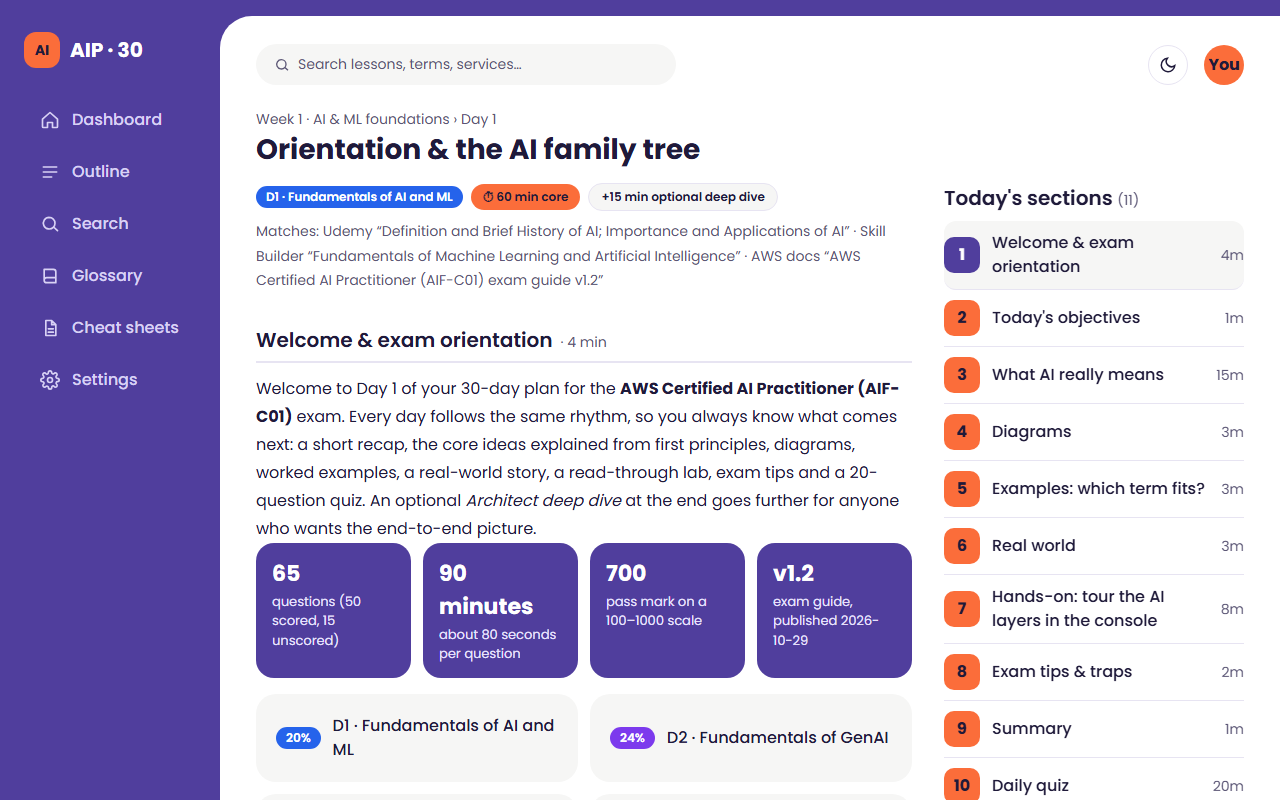 AI
AIP · 30
Dashboard
Outline
Search
Glossary
Cheat sheets
Settings
Search lessons, terms, services...
You
Week 1 · AI & ML foundations › Day 1
Orientation & the AI family tree
D1 · Fundamentals of AI and ML
⏱ 60 min core
+15 min optional deep dive
Matches: Udemy “Definition and Brief History of AI; Importance and Applications of AI” · Skill
Builder “Fundamentals of Machine Learning and Artificial Intelligence” · AWS docs “AWS
Certified AI Practitioner (AIF-C01) exam guide v1.2”
Welcome & exam orientation · 4 min
Welcome to Day 1 of your 30-day plan for the AWS Certified AI Practitioner (AIF-
C01) exam. Every day follows the same rhythm, so you always know what comes
next: a short recap, the core ideas explained from first principles, diagrams,
worked examples, a real-world story, a read-through lab, exam tips and a 20-
question quiz. An optional Architect deep dive at the end goes further for anyone
who wants the end-to-end picture.
65
questions (50
scored, 15
unscored)
90
minutes
about 80 seconds
per question
700
pass mark on a
100–1000 scale
v1.2
exam guide,
published 2026-
10-29
20%
D1 · Fundamentals of AI and
ML
24%
D2 · Fundamentals of GenAI
Today's sections (11)
1
Welcome & exam
orientation
4m
2
Today's objectives
1m
3
What AI really means
15m
4
Diagrams
3m
5
Examples: which term fits?
3m
6
Real world
3m
7
Hands-on: tour the AI
layers in the console
8m
8
Exam tips & traps
2m
9
Summary
1m
10
Daily quiz
20m